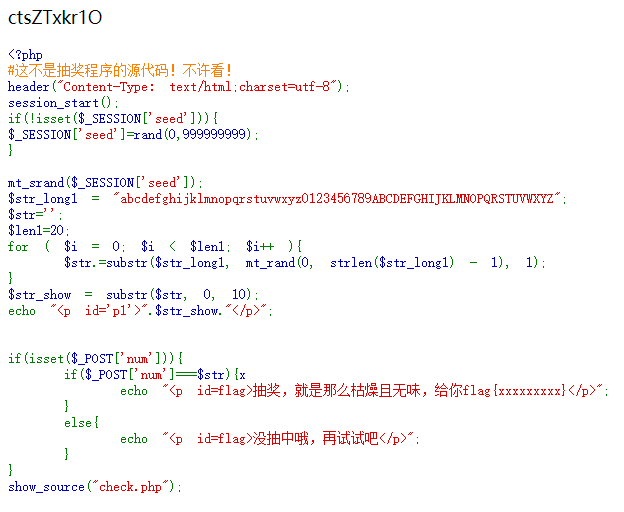 ctsZTxkr1O
<?php
#这不是抽奖程序的源代码！不许看！
header("Content-Type: text/html;charset=utf-8");
session_start();
if(!isset($_SESSION['seed'])){
$_SESSION['seed']=rand(0,999999999);
}
mt_srand($_SESSION['seed']);
$str_long1 = "abcdefghijklmnopqrstuvwxyz0123456789ABCDEFGHIJKLMNOPQRSTUVWXYZ";
$str='';
$len1=20;
for ( $i = 0; $i < $len1; $i++ ){
$str.=substr($str_long1, mt_rand(0, strlen($str_long1) - 1), 1);
}
$str_show = substr($str, 0, 10);
echo "<p id='p1'>".$str_show."</p>";
if(isset($_POST['num'])){
if($_POST['num']===$str){x
echo "<p id=flag>抽奖，就是那么枯燥且无味，给你flag{xxxxxxxxx}</p>";
}
else{
echo "<p id=flag>没抽中哦，再试试吧</p>";
}
}
show_source("check.php");